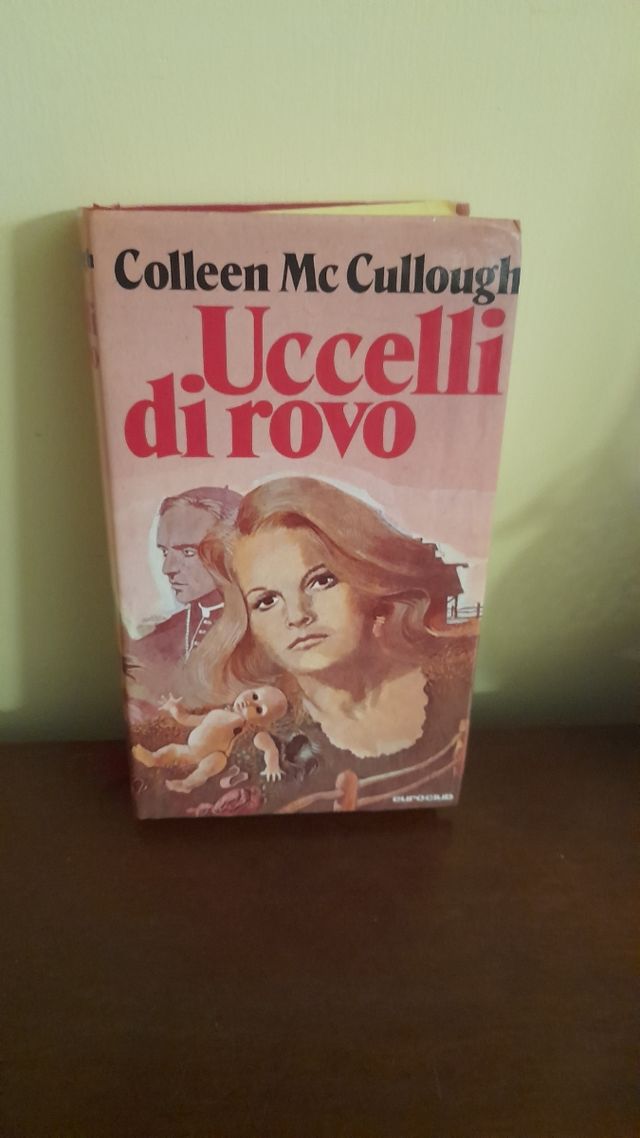 Colleen Mc Cullough
Uccelli
di rovo
euroclub